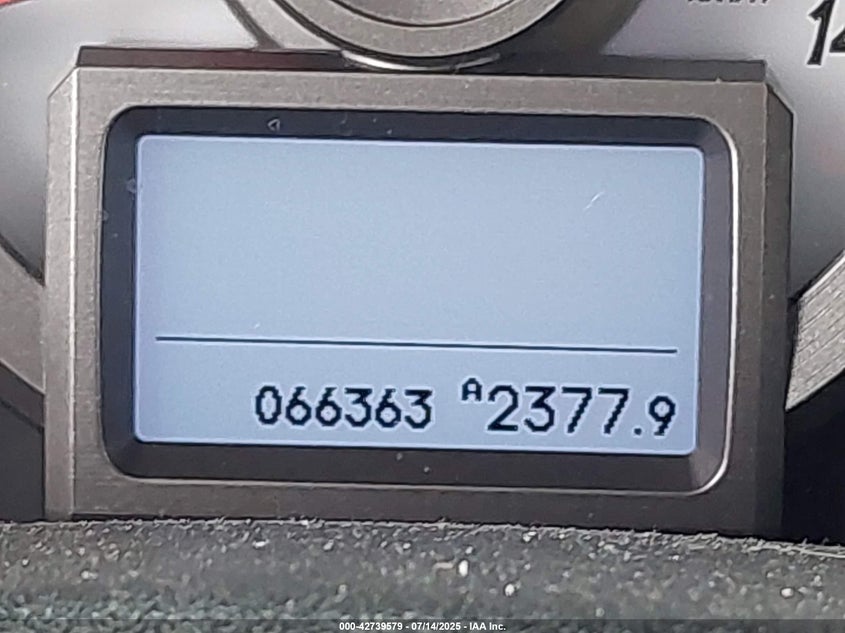 066363 A2377.9
000-42739579 - 07/14/2025 - IAA Inc.